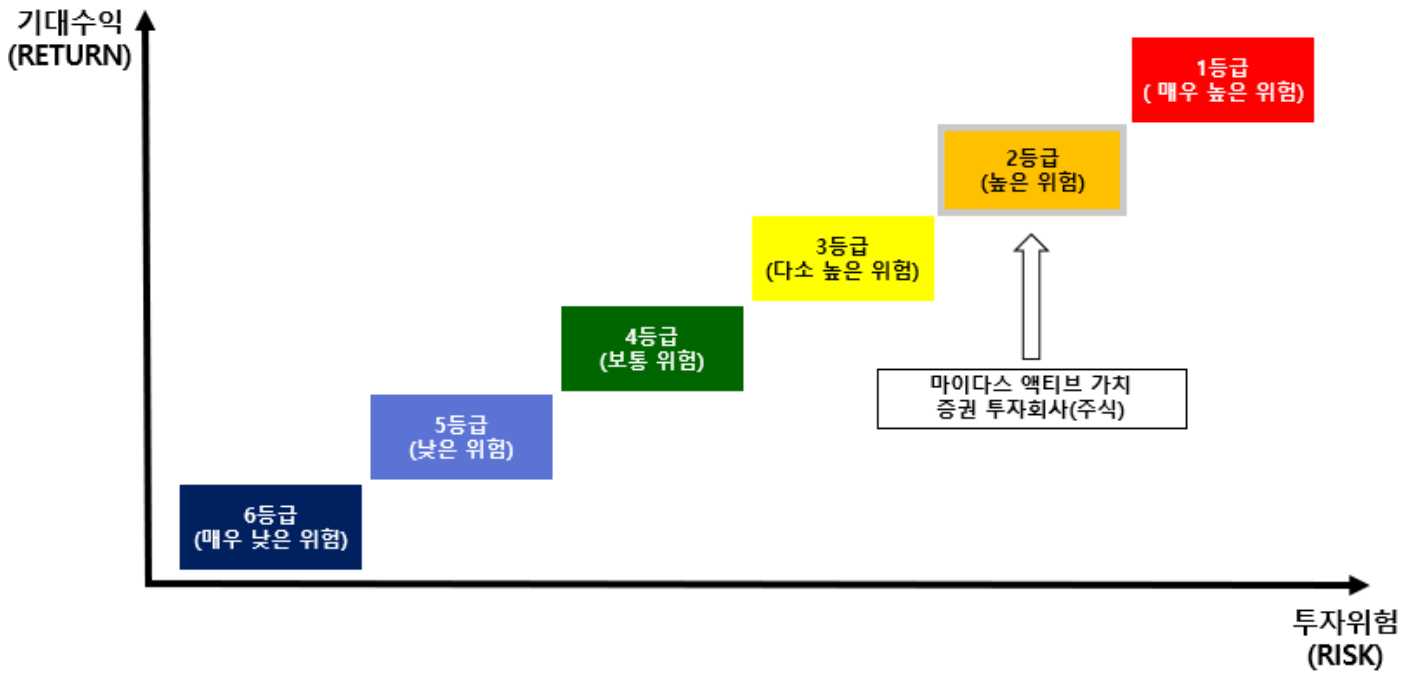 기대수익
(RETURN)
1등급
( 매우 높은 위험)
2등급
(높은 위험)
3등급
(다소 높은 위험)
4등급
(보통 위험)
마이다스 액티브 가치
증권 투자회사(주식)
5등급
(낮은 위험)
6등급
(매우 낮은 위험)
투자위험
(RISK)